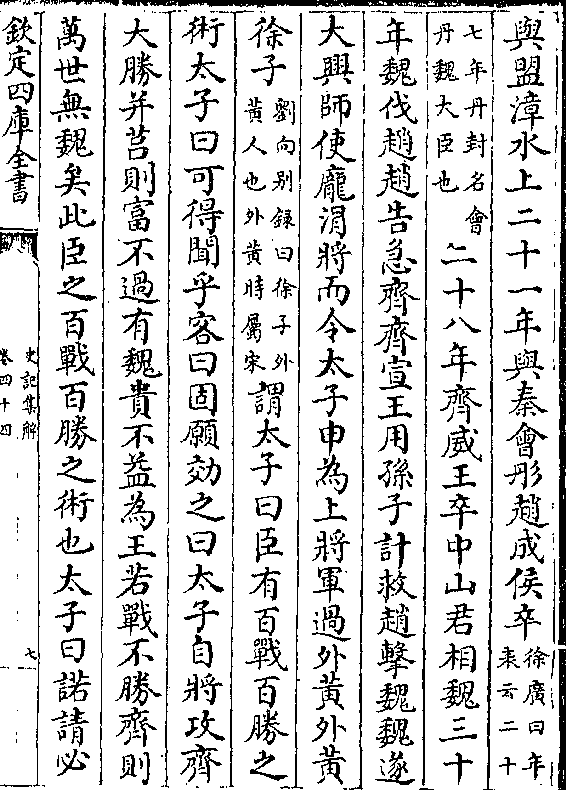 與盟漳水上二十一年與秦會彤趙成侯卒徐廣曰年表云二十
七年丹封名會丹魏大臣也二十八年齊威王卒中山君相魏三十
年魏伐趙趙告急齊齊宣王用孫子計救趙擊魏魏遂
大興師使龐涓將而令太子申為上將軍過外黃外黃
徐子劉向别録曰徐子外黃人也外黃時屬宋謂太子曰臣有百戰百勝之
術太子曰可得聞乎客曰固願効之曰太子自將攻齊
大勝并莒則富不過有魏貴不益為王若戰不勝齊則
萬世無魏矣此臣之百戰百勝之術也太子曰諾請必
欽定四庫全書
史記集解
卷四十四
七